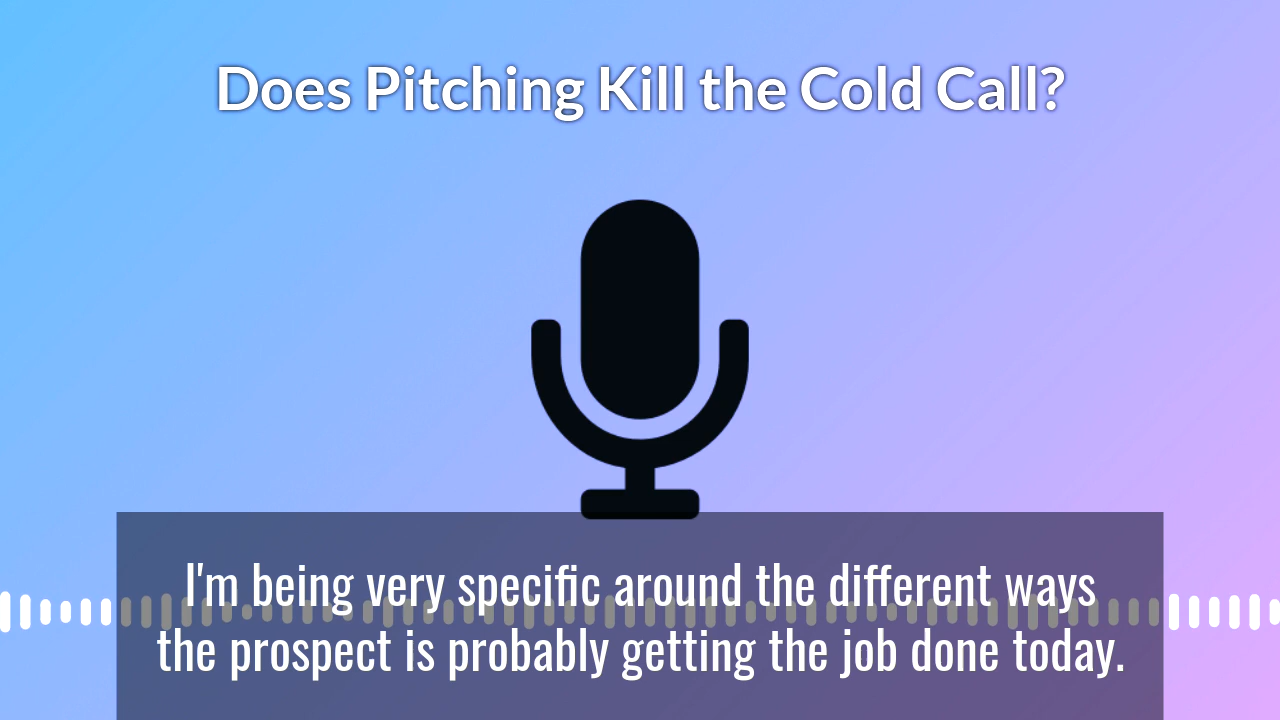 Does Pitching Kill the Cold Call?
I'm being very specific around the different ways
the prospect is probably getting the job done today.